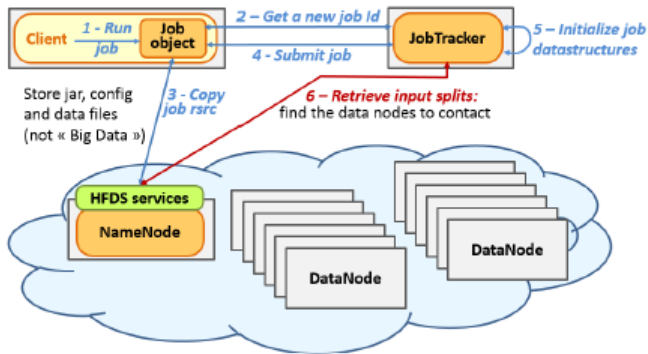 Client
1 - Run
job
Job
object
2 – Get a new job Id
4 - Submit job
JobTracker
5 – Initialize job
datastructures
Store jar, config
and data files
(not « Big Data »)
3 - Copy
job rsrc
6 – Retrieve input splits:
find the data nodes to contact
HFDS services
NameNode
DataNode
DataNode